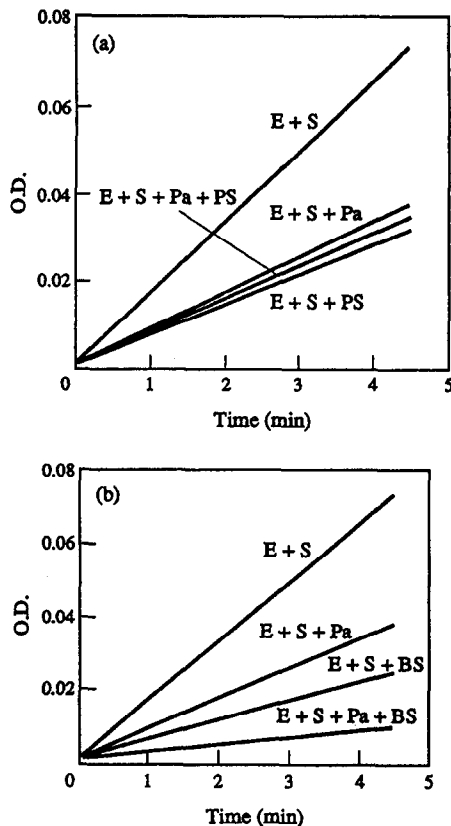 0.08
(a)
0.06
E + S
O.D.
E + S + Pa + PS
0.04
E + S + Pa
0.02
E + S + PS
0
1
2
3
4
5
Time (min)
0.08
(b)
0.06
E + S
O.D.
0.04
E + S + Pa
E + S + BS
0.02
E + S + Pa + BS
0
1
2
3
4
5
Time (min)